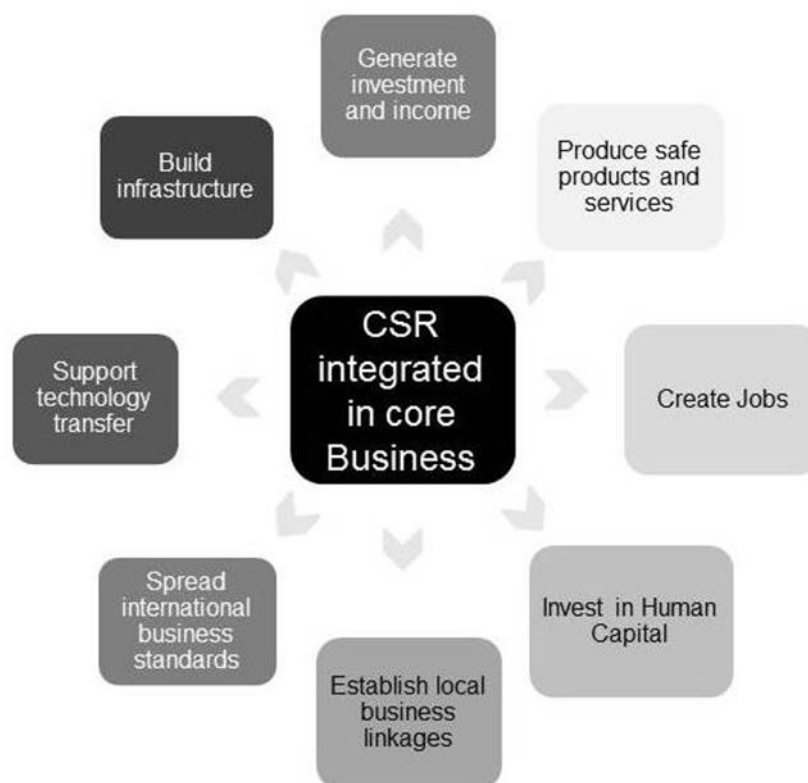 Generate
investment
and income
Build
infrastructure
Produce safe
products and
services
CSR
integrated
in core
Business
Support
technology
transfer
Create Jobs
Spread
international
business
standards
Invest in Human
Capital
Establish local
business
linkages